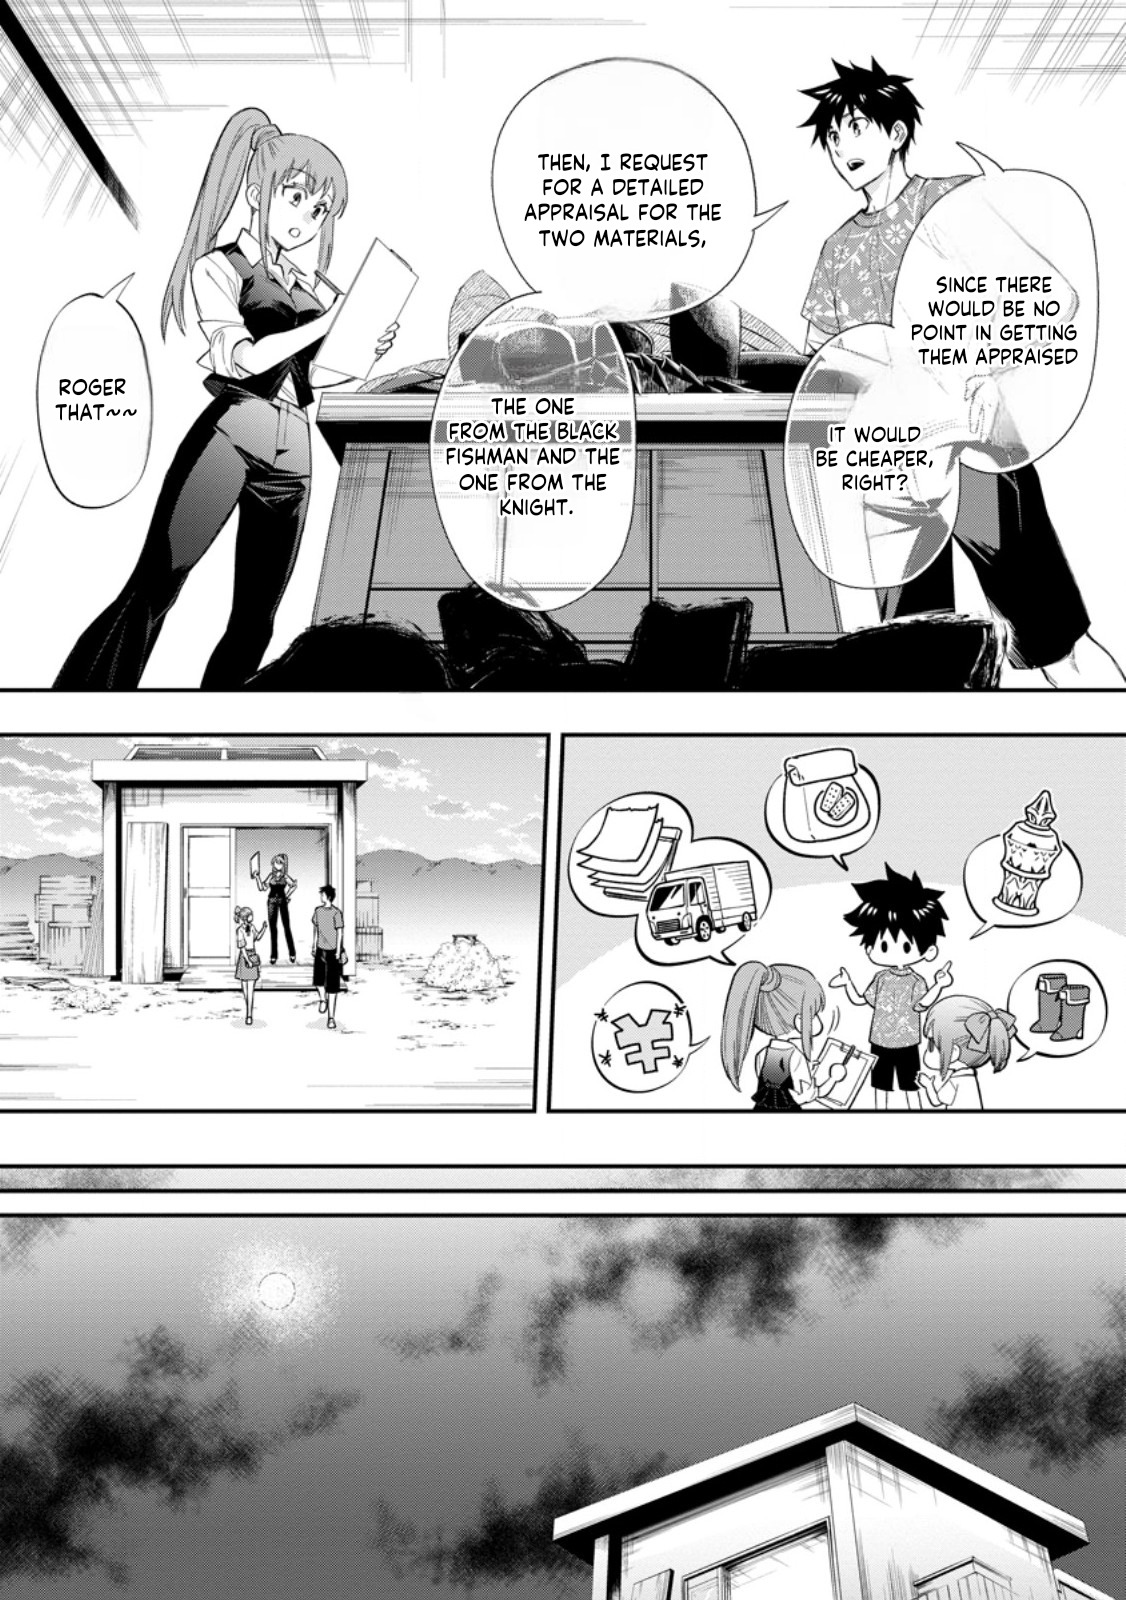 SINCE THERE
WOULD BE NO
POINT IN GETTING
THEM APPRAISED
IT WOULD
BE CHEAPER,
RIGHT?
THEN, I REQUEST
FOR A DETAILED
APPRAISAL FOR THE
TWO MATERIALS,
THE ONE
FROM THE BLACK
FISHMAN AND THE
ONE FROM THE
KNIGHT.
ROGER
THAT~~
¥